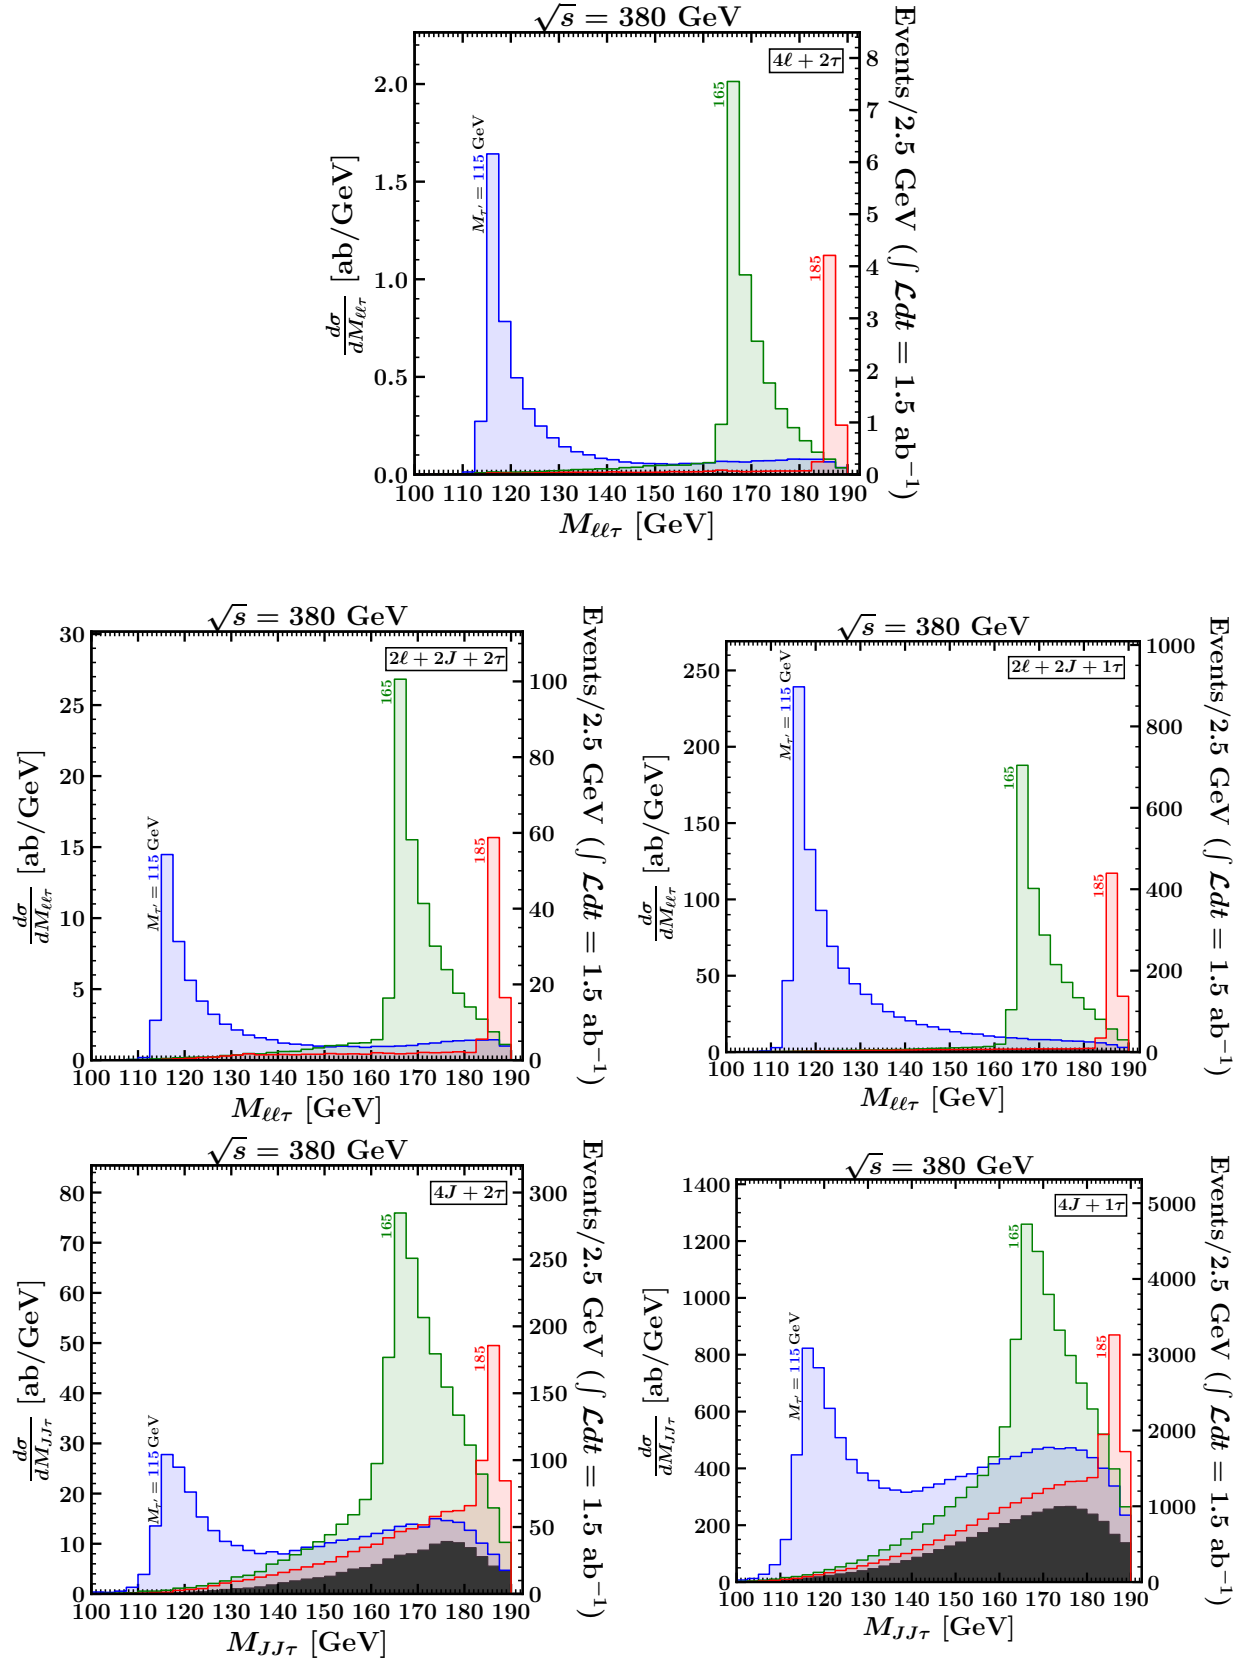 √s = 380 GeV
4ℓ + 2τ
M_τ′ = 115 GeV
165
185
dσ/dM_ℓℓτ [ab/GeV]
2.0
1.5
1.0
0.5
0.0
8
7
6
5
4
3
2
1
0
Events/2.5 GeV (∫ ℒdt = 1.5 ab⁻¹)
100 110 120 130 140 150 160 170 180 190
M_ℓℓτ [GeV]
√s = 380 GeV
2ℓ + 2J + 2τ
M_τ′ = 115 GeV
165
185
dσ/dM_ℓℓτ [ab/GeV]
30
25
20
15
10
5
1
0
100
80
60
40
20
0
Events/2.5 GeV (∫ ℒdt = 1.5 ab⁻¹)
100 110 120 130 140 150 160 170 180 190
M_ℓℓτ [GeV]
√s = 380 GeV
2ℓ + 2J + 1τ
M_τ′ = 115 GeV
165
185
dσ/dM_ℓℓτ [ab/GeV]
250
200
150
100
50
0
1000
800
600
400
200
0
Events/2.5 GeV (∫ ℒdt = 1.5 ab⁻¹)
100 110 120 130 140 150 160 170 180 190
M_ℓℓτ [GeV]
√s = 380 GeV
4J + 2τ
M_τ′ = 115 GeV
165
185
dσ/dM_JJτ [ab/GeV]
80
70
60
50
40
30
20
10
0
300
250
200
150
100
50
0
Events/2.5 GeV (∫ ℒdt = 1.5 ab⁻¹)
100 110 120 130 140 150 160 170 180 190
M_JJτ [GeV]
√s = 380 GeV
4J + 1τ
M_τ′ = 115 GeV
165
185
dσ/dM_JJτ [ab/GeV]
1400
1200
1000
800
600
400
200
0
5000
4000
3000
2000
1000
0
Events/2.5 GeV (∫ ℒdt = 1.5 ab⁻¹)
100 110 120 130 140 150 160 170 180 190
M_JJτ [GeV]